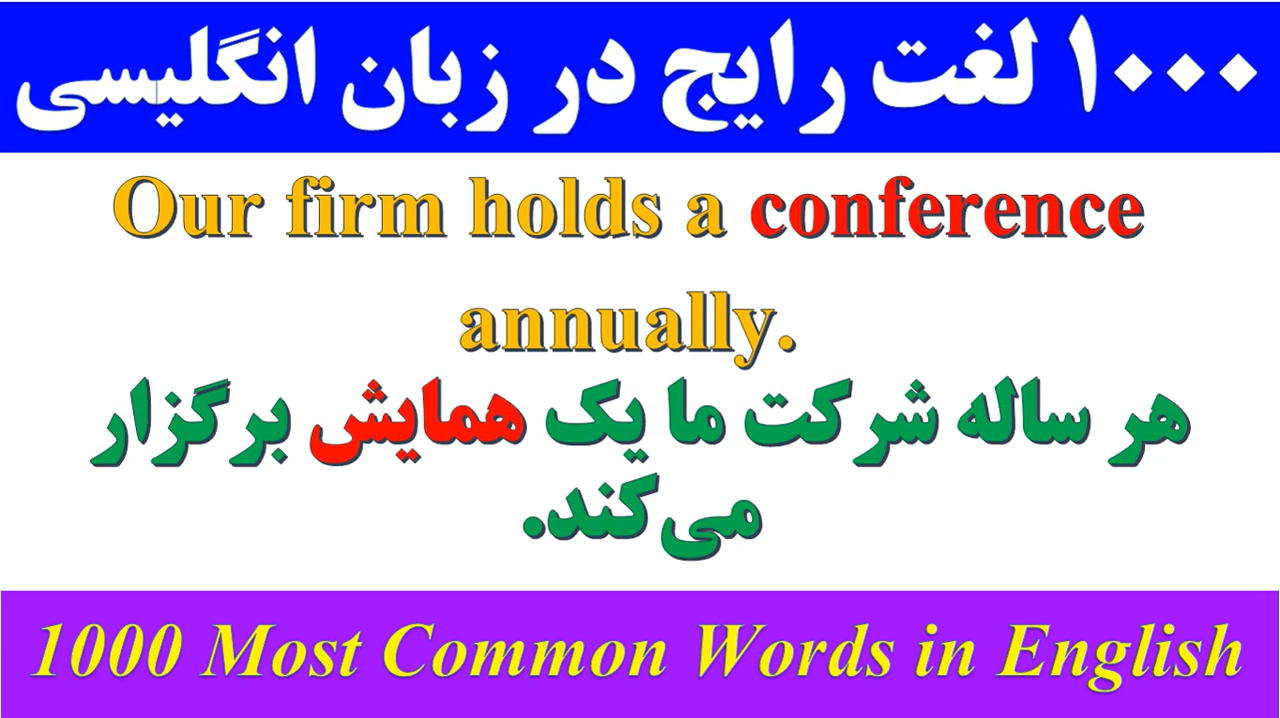 ۱۰۰۰ لغت رایج در زبان انگلیسی
Our firm holds a conference
annually.
هر ساله شرکت ما یک همایش برگزار
می‌کند.
1000 Most Common Words in English